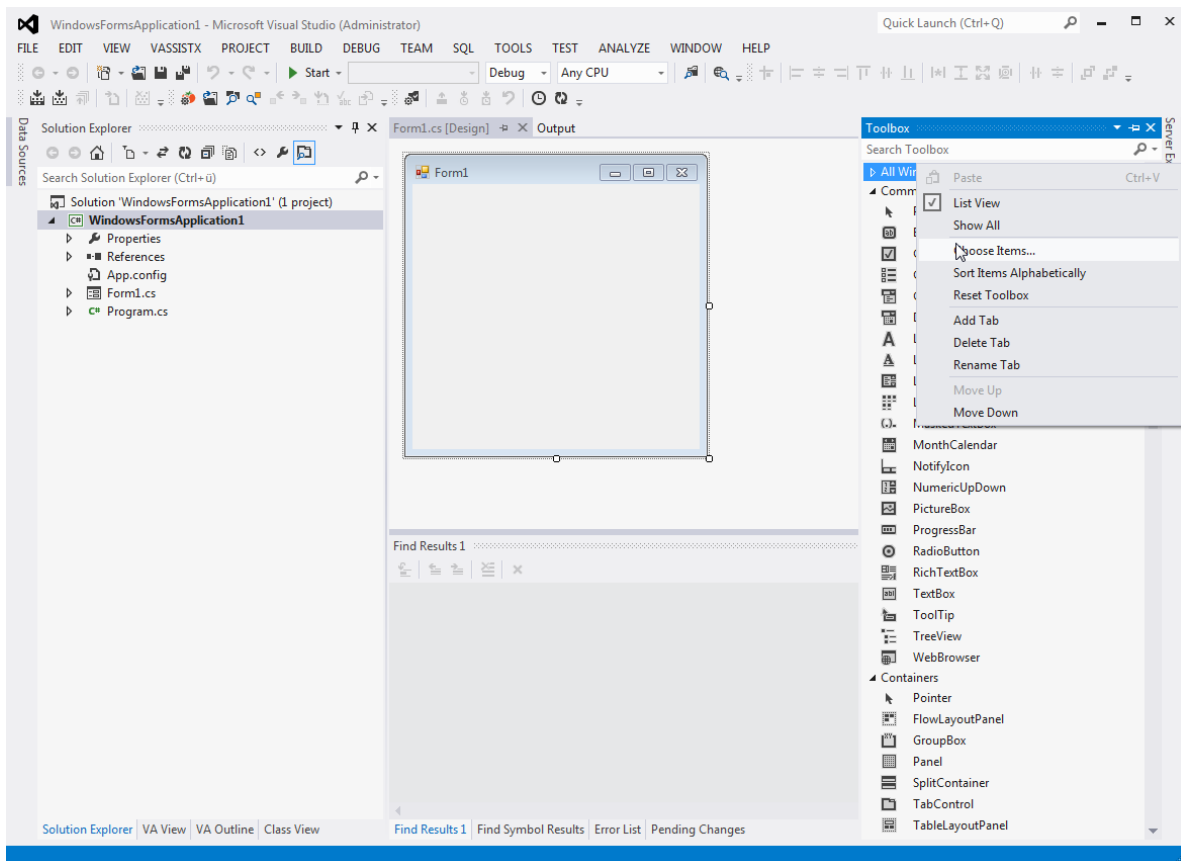 WindowsFormsApplication1 - Microsoft Visual Studio (Administrator)
Quick Launch (Ctrl+Q)
FILE EDIT VIEW VASSISTX PROJECT BUILD DEBUG TEAM SQL TOOLS TEST ANALYZE WINDOW HELP
Start
Debug
Any CPU
Data Sources
Solution Explorer
Search Solution Explorer (Ctrl+ü)
Solution 'WindowsFormsApplication1' (1 project)
WindowsFormsApplication1
Properties
References
App.config
Form1.cs
Program.cs
Solution Explorer VA View VA Outline Class View
Form1.cs [Design] Output
Form1
Find Results 1
Find Results 1 Find Symbol Results Error List Pending Changes
Toolbox
Search Toolbox
All Wi
Comm
Paste Ctrl+V
List View
Show All
Choose Items...
Sort Items Alphabetically
Reset Toolbox
Add Tab
Delete Tab
Rename Tab
Move Up
Move Down
MonthCalendar
NotifyIcon
NumericUpDown
PictureBox
ProgressBar
RadioButton
RichTextBox
TextBox
ToolTip
TreeView
WebBrowser
Containers
Pointer
FlowLayoutPanel
GroupBox
Panel
SplitContainer
TabControl
TableLayoutPanel
Server Ex